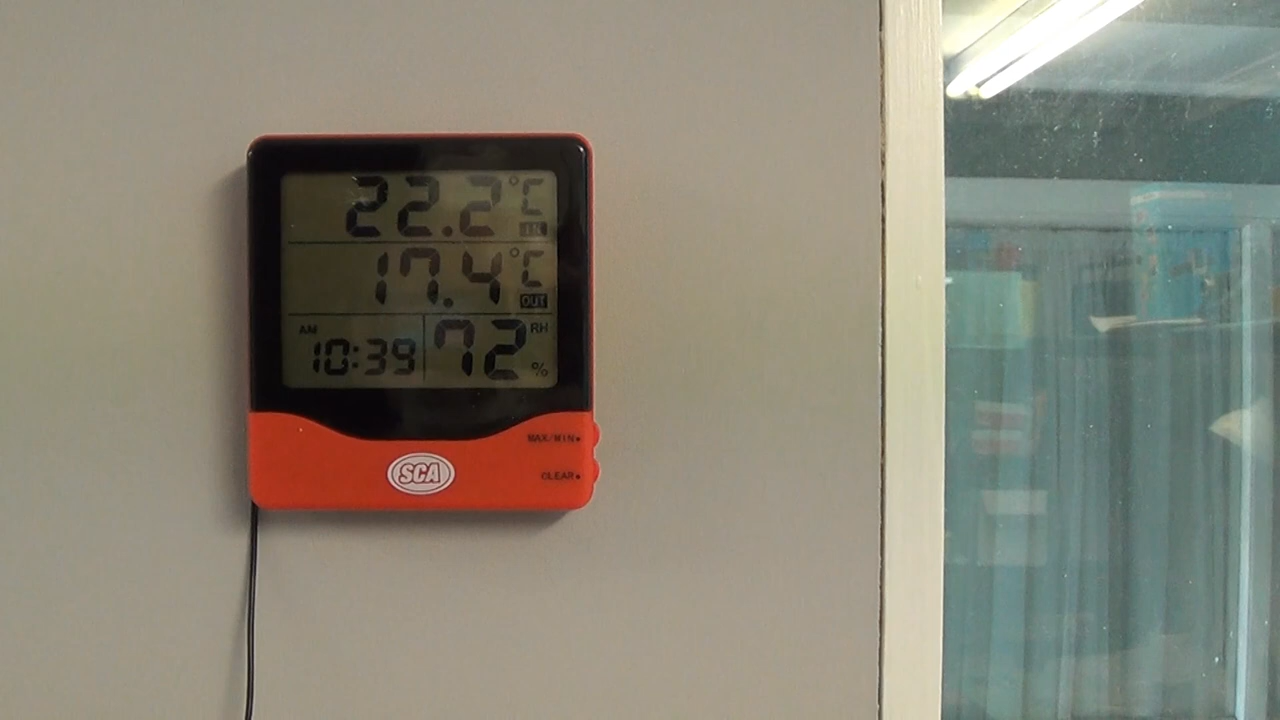 22.2°C
IN
17.4°C
OUT
AM
10:39
72 RH
%
MAX/MIN
SCA
CLEAR